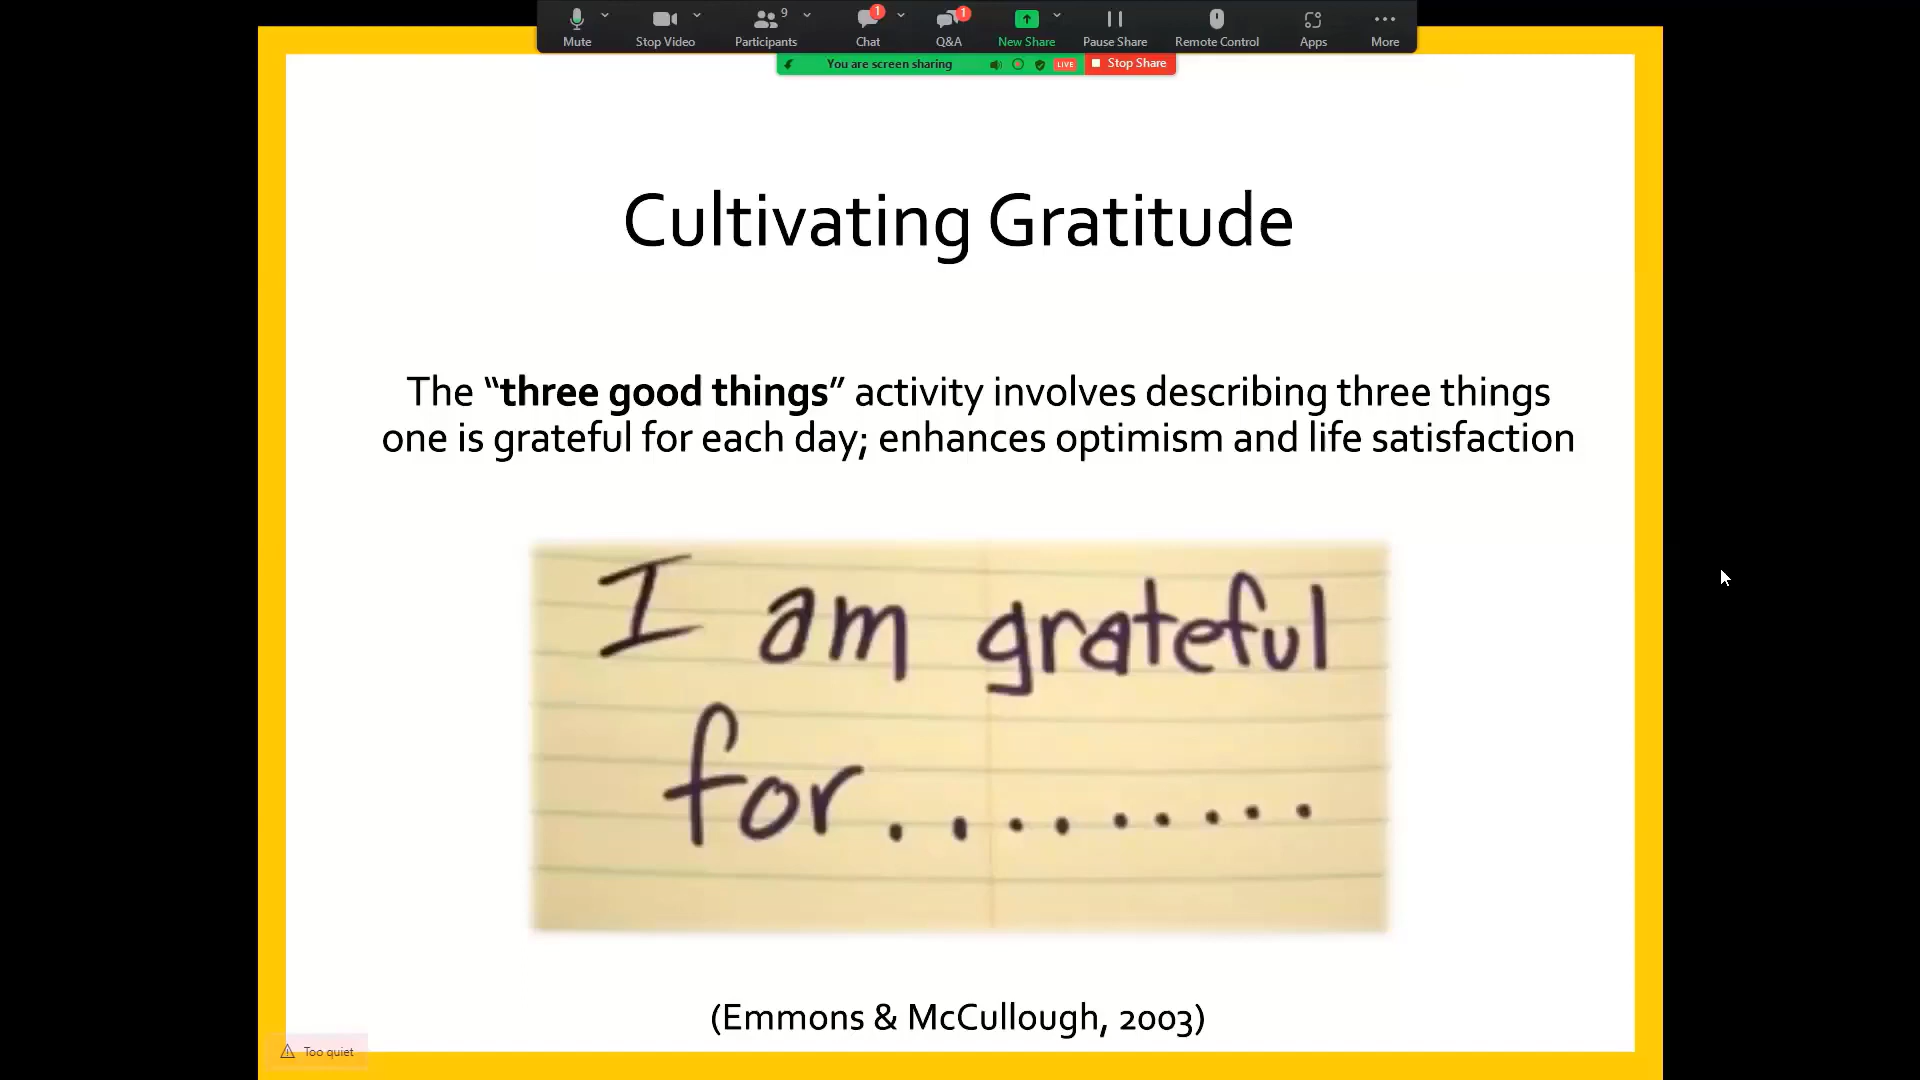 9 1 1
Mute Stop Video Participants Chat Q&A New Share Pause Share Remote Control Apps More
You are screen sharing LIVE Stop Share
Cultivating Gratitude
The “three good things” activity involves describing three things
one is grateful for each day; enhances optimism and life satisfaction
I am grateful
for.........
(Emmons & McCullough, 2003)
Too quiet